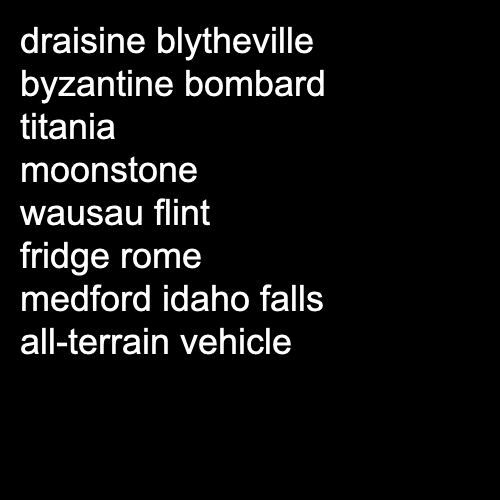 draisine blytheville
byzantine bombard
titania
moonstone
wausau flint
fridge rome
medford idaho falls
all-terrain vehicle